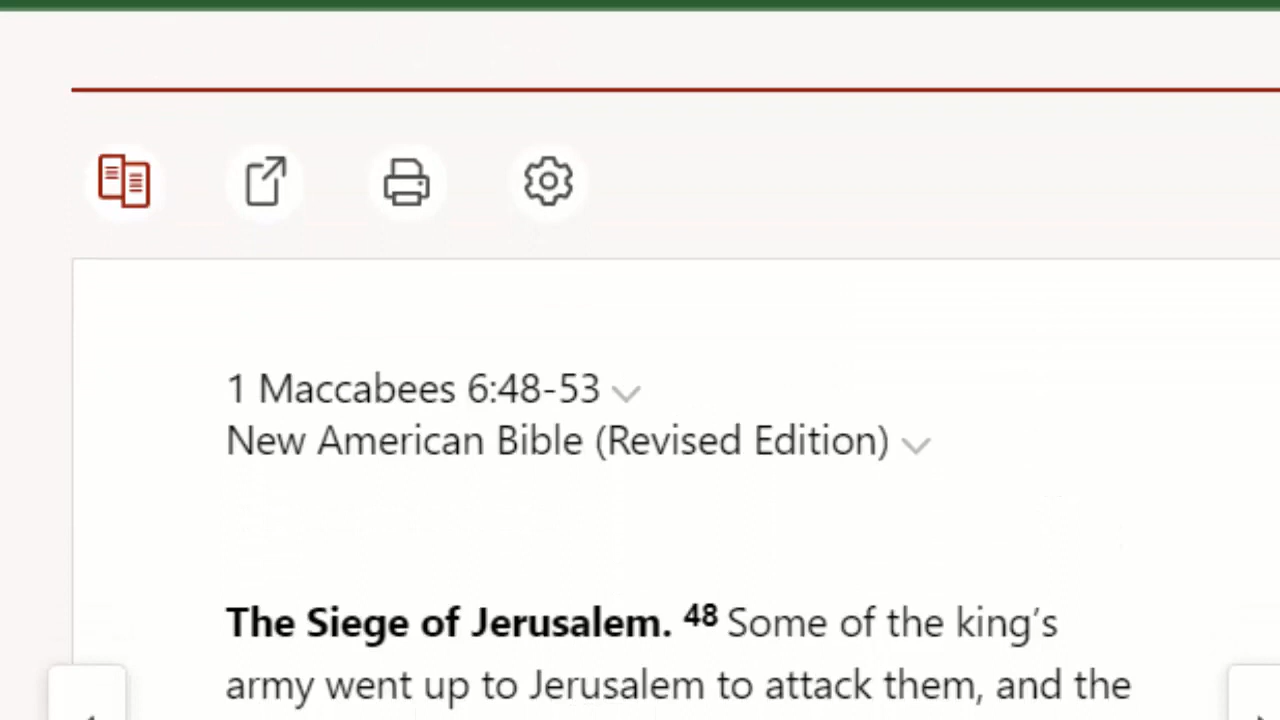 1 Maccabees 6:48-53
New American Bible (Revised Edition)
The Siege of Jerusalem. 48 Some of the king’s
army went up to Jerusalem to attack them, and the